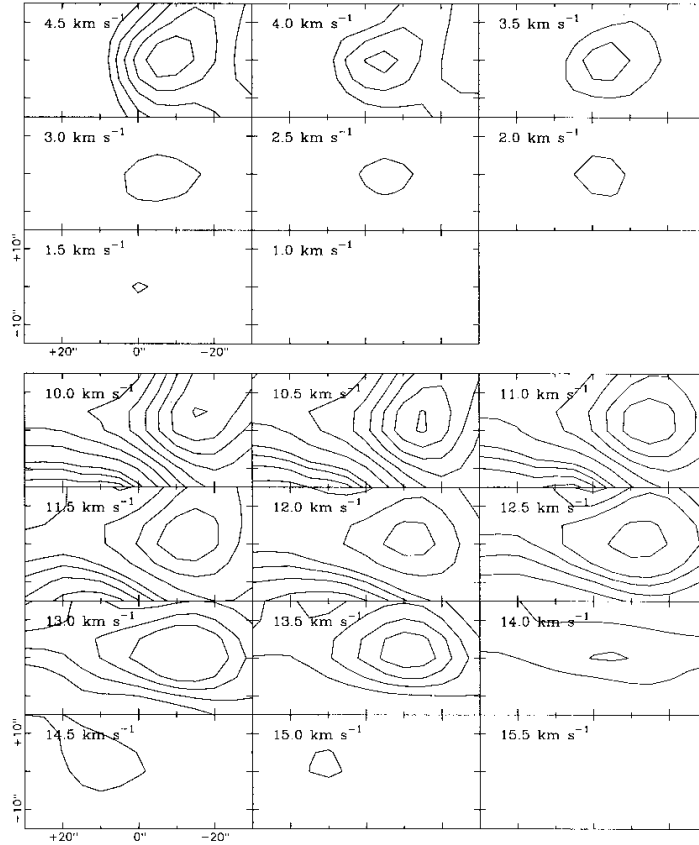 4.5 km s⁻¹
4.0 km s⁻¹
3.5 km s⁻¹
3.0 km s⁻¹
2.5 km s⁻¹
2.0 km s⁻¹
+10"
1.5 km s⁻¹
1.0 km s⁻¹
−10"
+20" 0" −20"
10.0 km s⁻¹
10.5 km s⁻¹
11.0 km s⁻¹
11.5 km s⁻¹
12.0 km s⁻¹
12.5 km s⁻¹
13.0 km s⁻¹
13.5 km s⁻¹
14.0 km s⁻¹
+10"
14.5 km s⁻¹
15.0 km s⁻¹
15.5 km s⁻¹
−10"
+20" 0" −20"